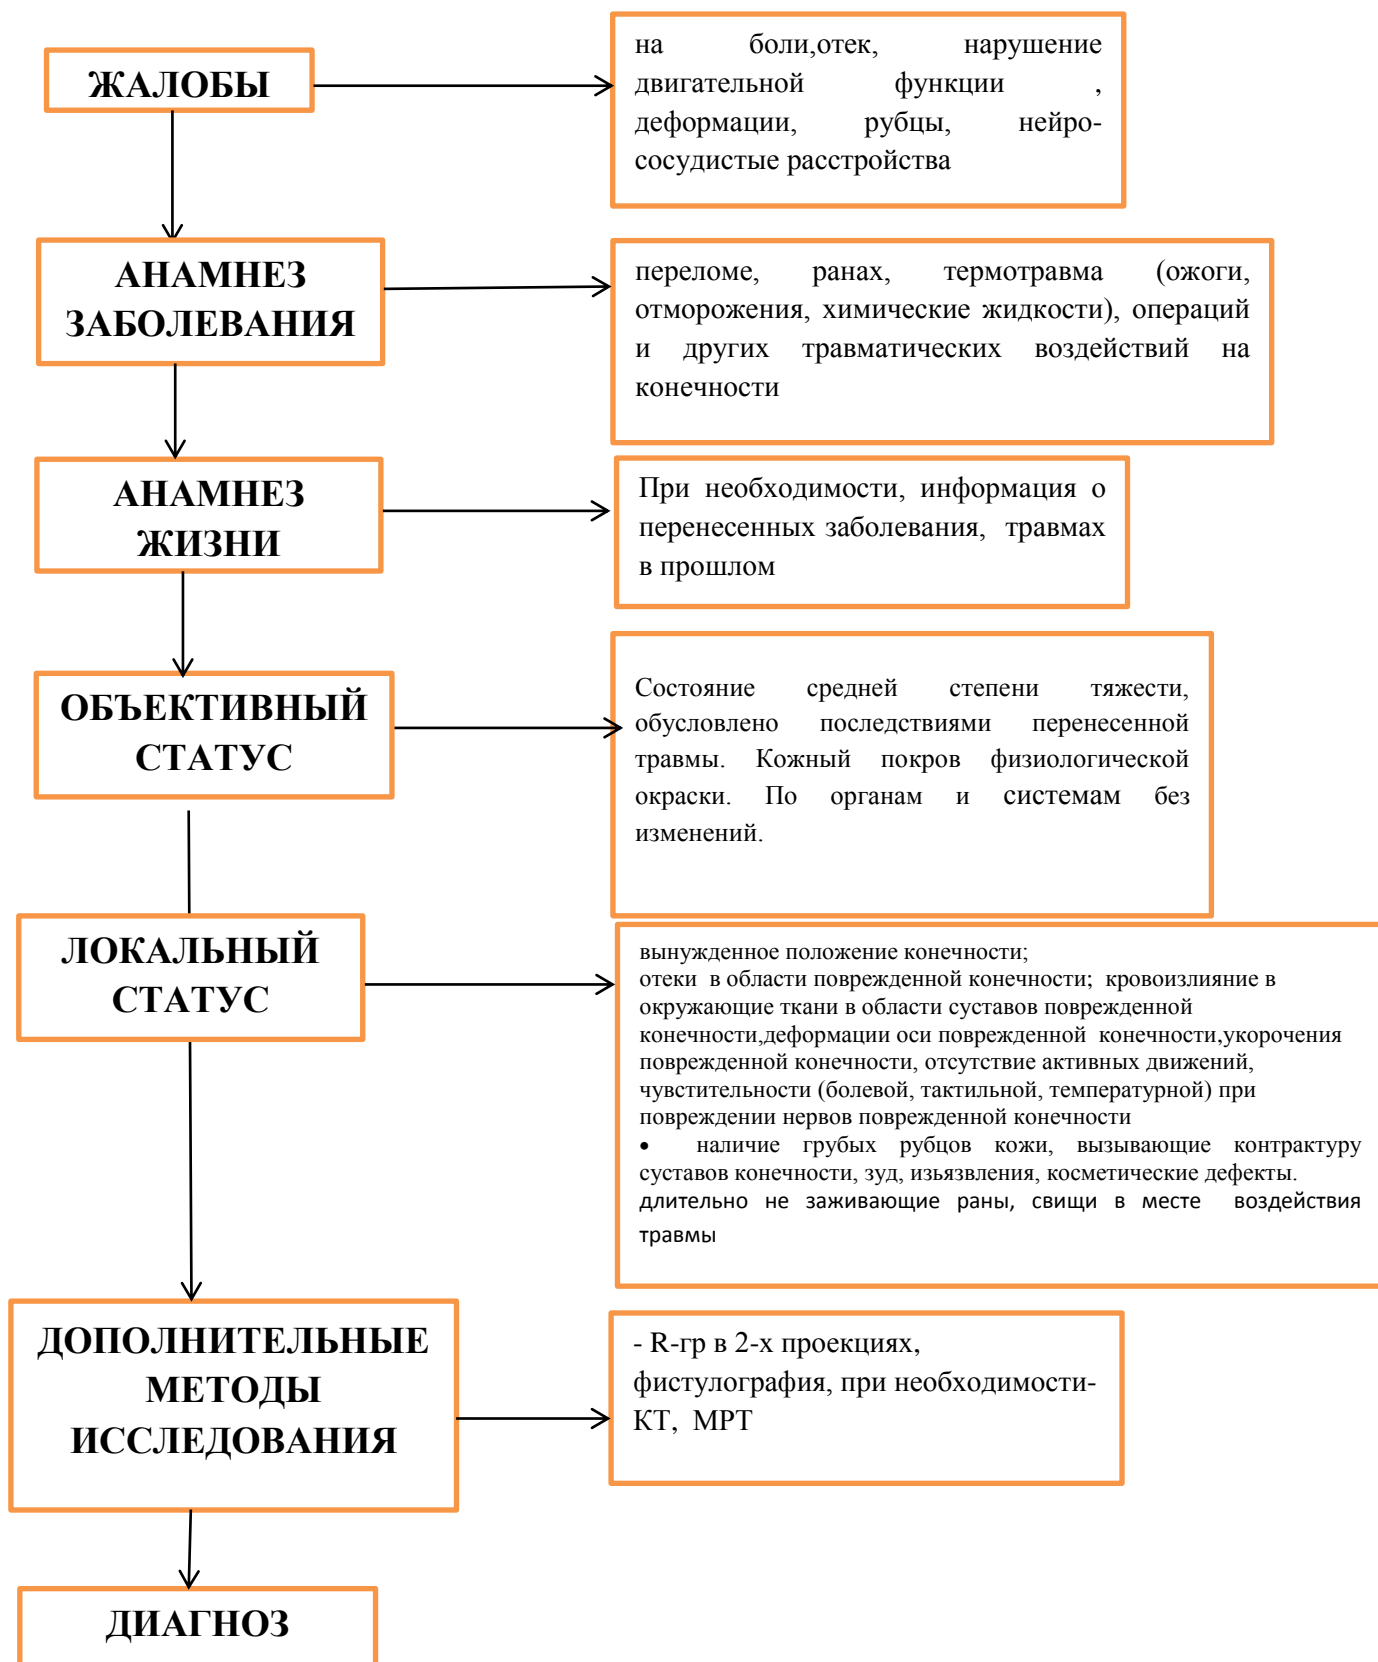 ЖАЛОБЫ
на боли,отек, нарушение
двигательной функции ,
деформации, рубцы, нейро-
сосудистые расстройства
АНАМНЕЗ
ЗАБОЛЕВАНИЯ
переломе, ранах, термотравма (ожоги,
отморожения, химические жидкости), операций
и других травматических воздействий на
конечности
АНАМНЕЗ
ЖИЗНИ
При необходимости, информация о
перенесенных заболевания, травмах
в прошлом
ОБЪЕКТИВНЫЙ
СТАТУС
Состояние средней степени тяжести,
обусловлено последствиями перенесенной
травмы. Кожный покров физиологической
окраски. По органам и системам без
изменений.
ЛОКАЛЬНЫЙ
СТАТУС
вынужденное положение конечности;
отеки в области поврежденной конечности; кровоизлияние в
окружающие ткани в области суставов поврежденной
конечности,деформации оси поврежденной конечности,укорочения
поврежденной конечности, отсутствие активных движений,
чувстительности (болевой, тактильной, температурной) при
повреждении нервов поврежденной конечности
• наличие грубых рубцов кожи, вызывающие контрактуру
суставов конечности, зуд, изьязвления, косметические дефекты.
длительно не заживающие раны, свищи в месте воздействия
травмы
ДОПОЛНИТЕЛЬНЫЕ
МЕТОДЫ
ИССЛЕДОВАНИЯ
- R-гр в 2-х проекциях,
фистулография, при необходимости-
КТ, МРТ
ДИАГНОЗ